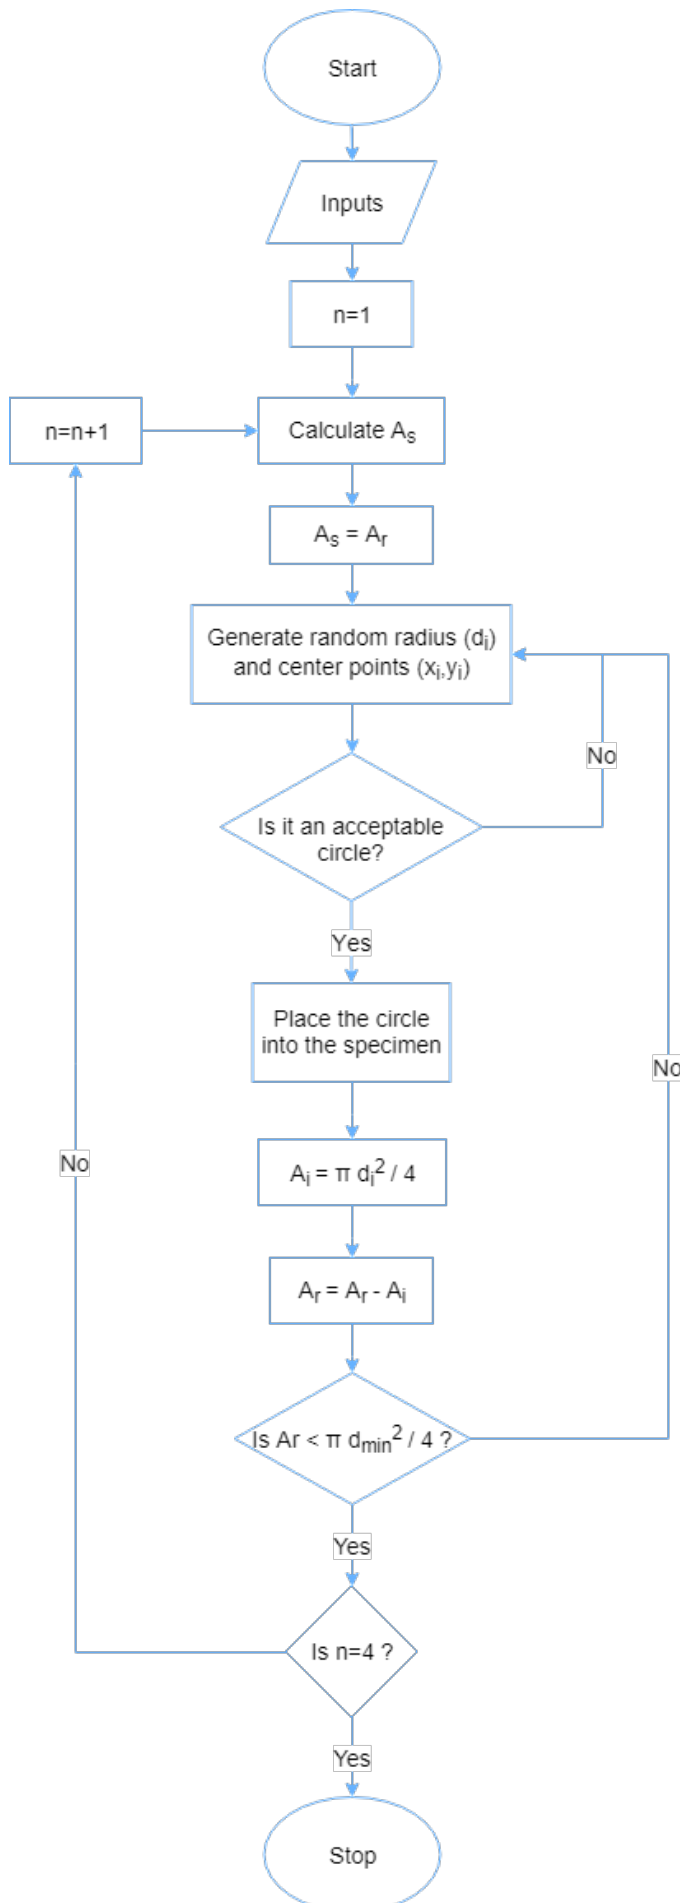 Start
Inputs
n=1
n=n+1
Calculate Aₛ
Aₛ = Aᵣ
Generate random radius (dᵢ)
and center points (xᵢ,yᵢ)
No
Is it an acceptable
circle?
Yes
Place the circle
into the specimen
No
Aᵢ = π dᵢ² / 4
No
Aᵣ = Aᵣ - Aᵢ
Is Ar < π d_min² / 4 ?
Yes
Is n=4 ?
Yes
Stop